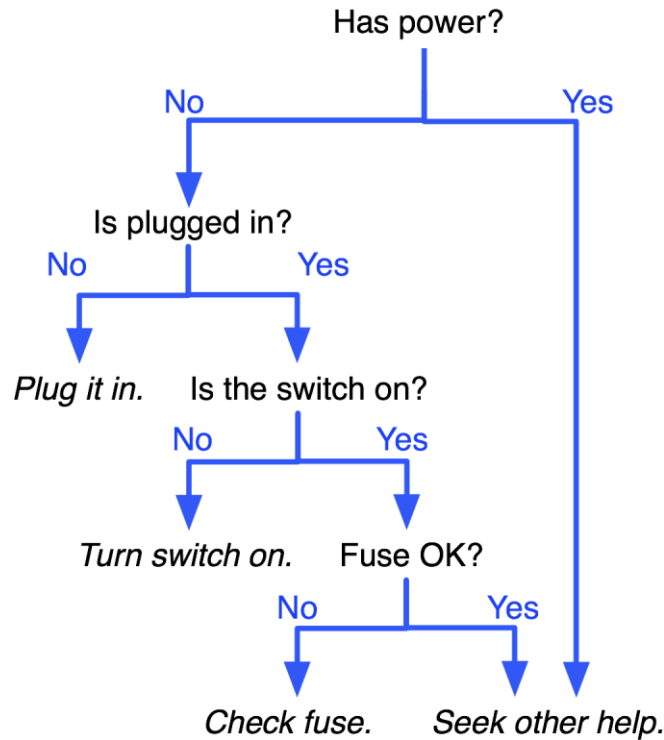 Has power?
No
Yes
Is plugged in?
No
Yes
Plug it in.
Is the switch on?
No
Yes
Turn switch on.
Fuse OK?
No
Yes
Check fuse.
Seek other help.